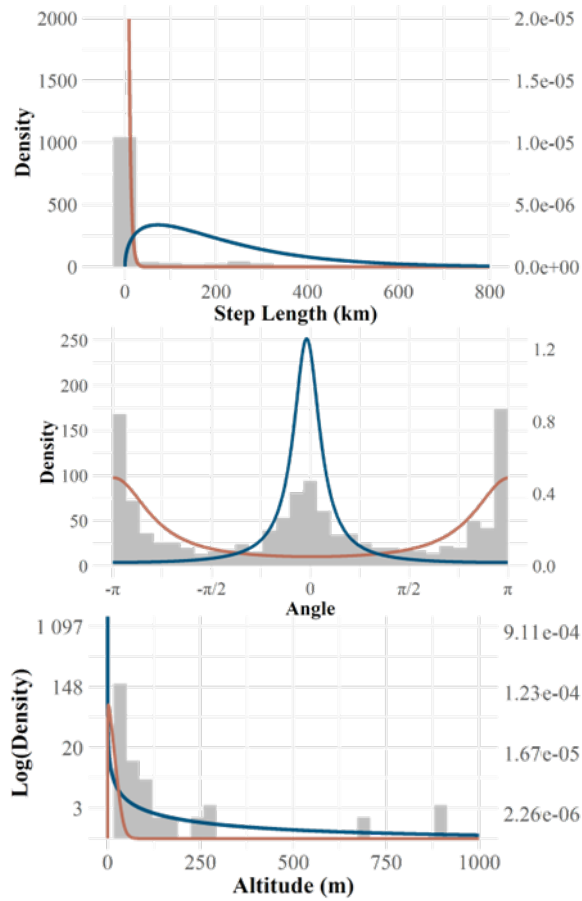 2000
1500
1000
500
0
2.0e-05
1.5e-05
1.0e-05
5.0e-06
0.0e+00
Density
0 200 400 600 800
Step Length (km)
250
200
150
100
50
0
1.2
0.8
0.4
0.0
Density
-π -π/2 0 π/2 π
Angle
1 097
148
20
3
9.11e-04
1.23e-04
1.67e-05
2.26e-06
Log(Density)
0 250 500 750 1000
Altitude (m)